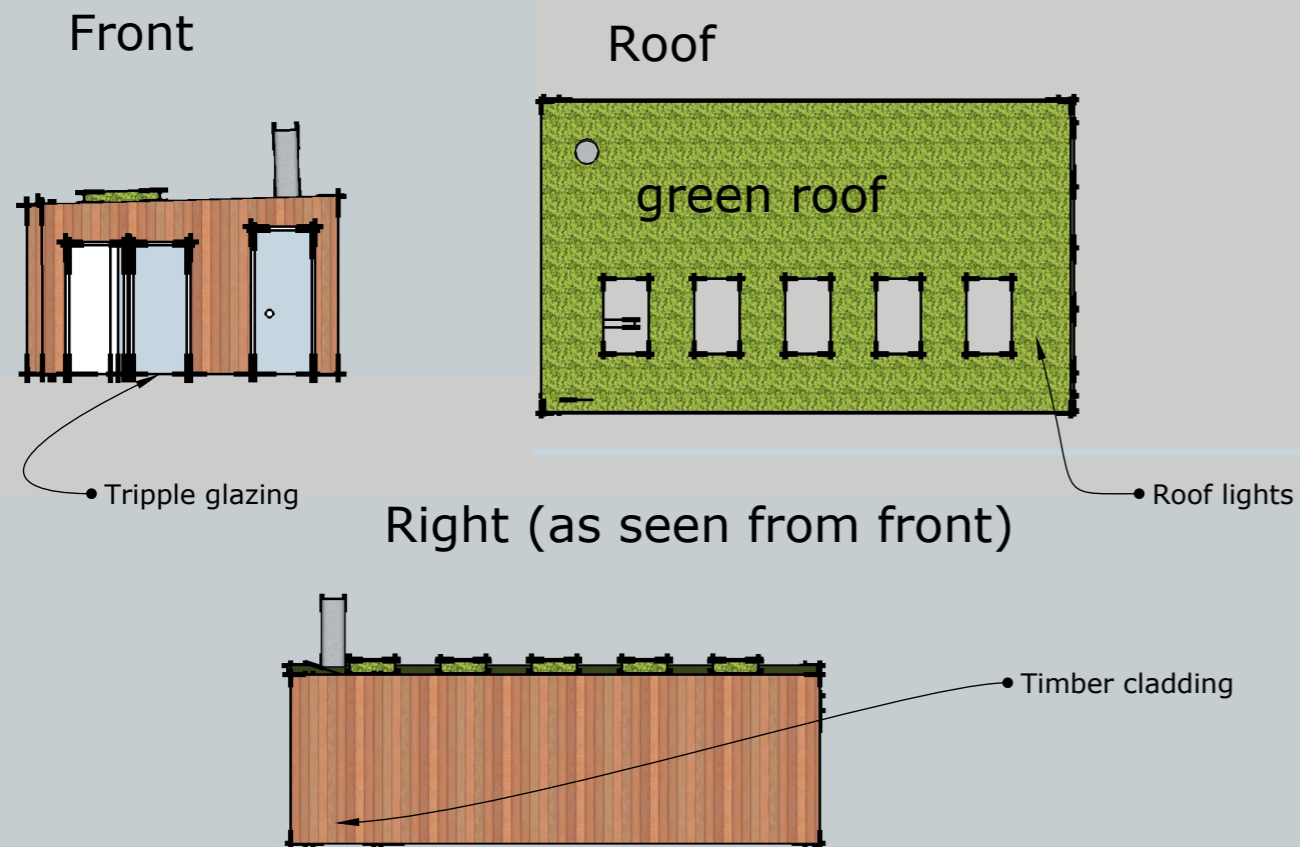 Front
Roof
green roof
Tripple glazing
Roof lights
Right (as seen from front)
Timber cladding